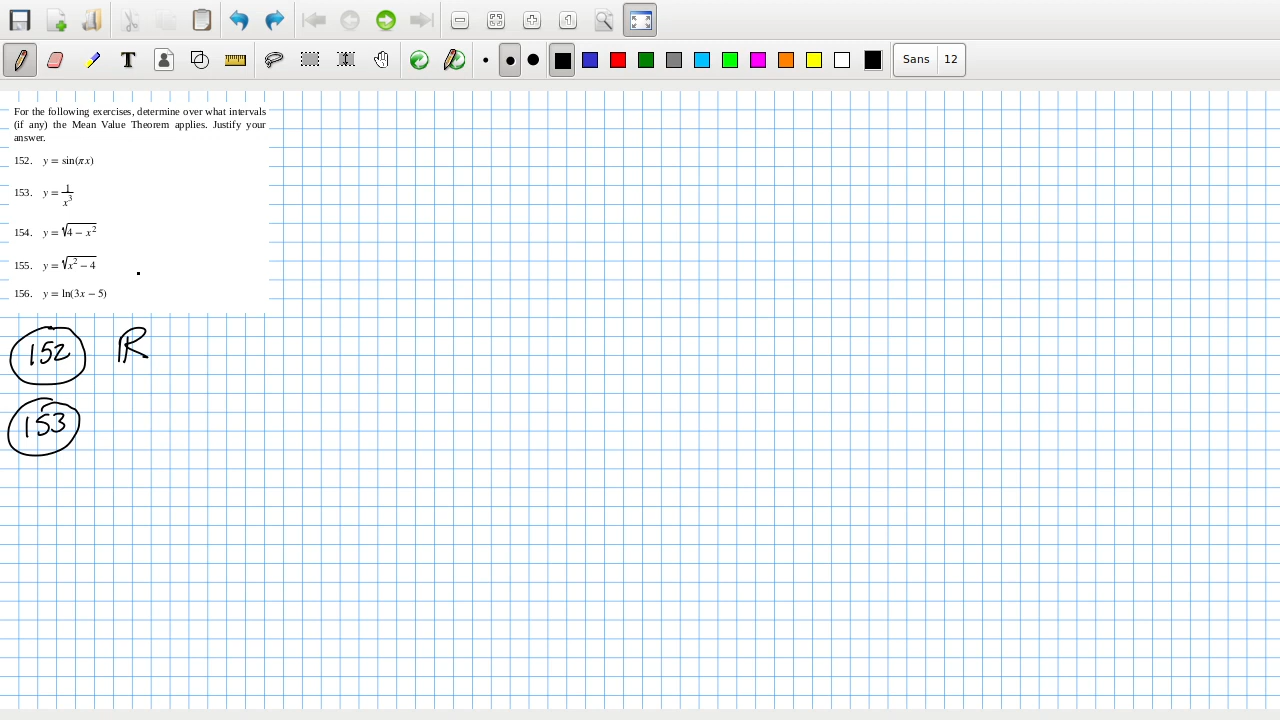 Sans 12
For the following exercises, determine over what intervals
(if any) the Mean Value Theorem applies. Justify your
answer.
152. y = sin(πx)
153. y = 1/x³
154. y = √(4 − x²)
155. y = √(x² − 4)
156. y = ln(3x − 5)
152 ℝ
153